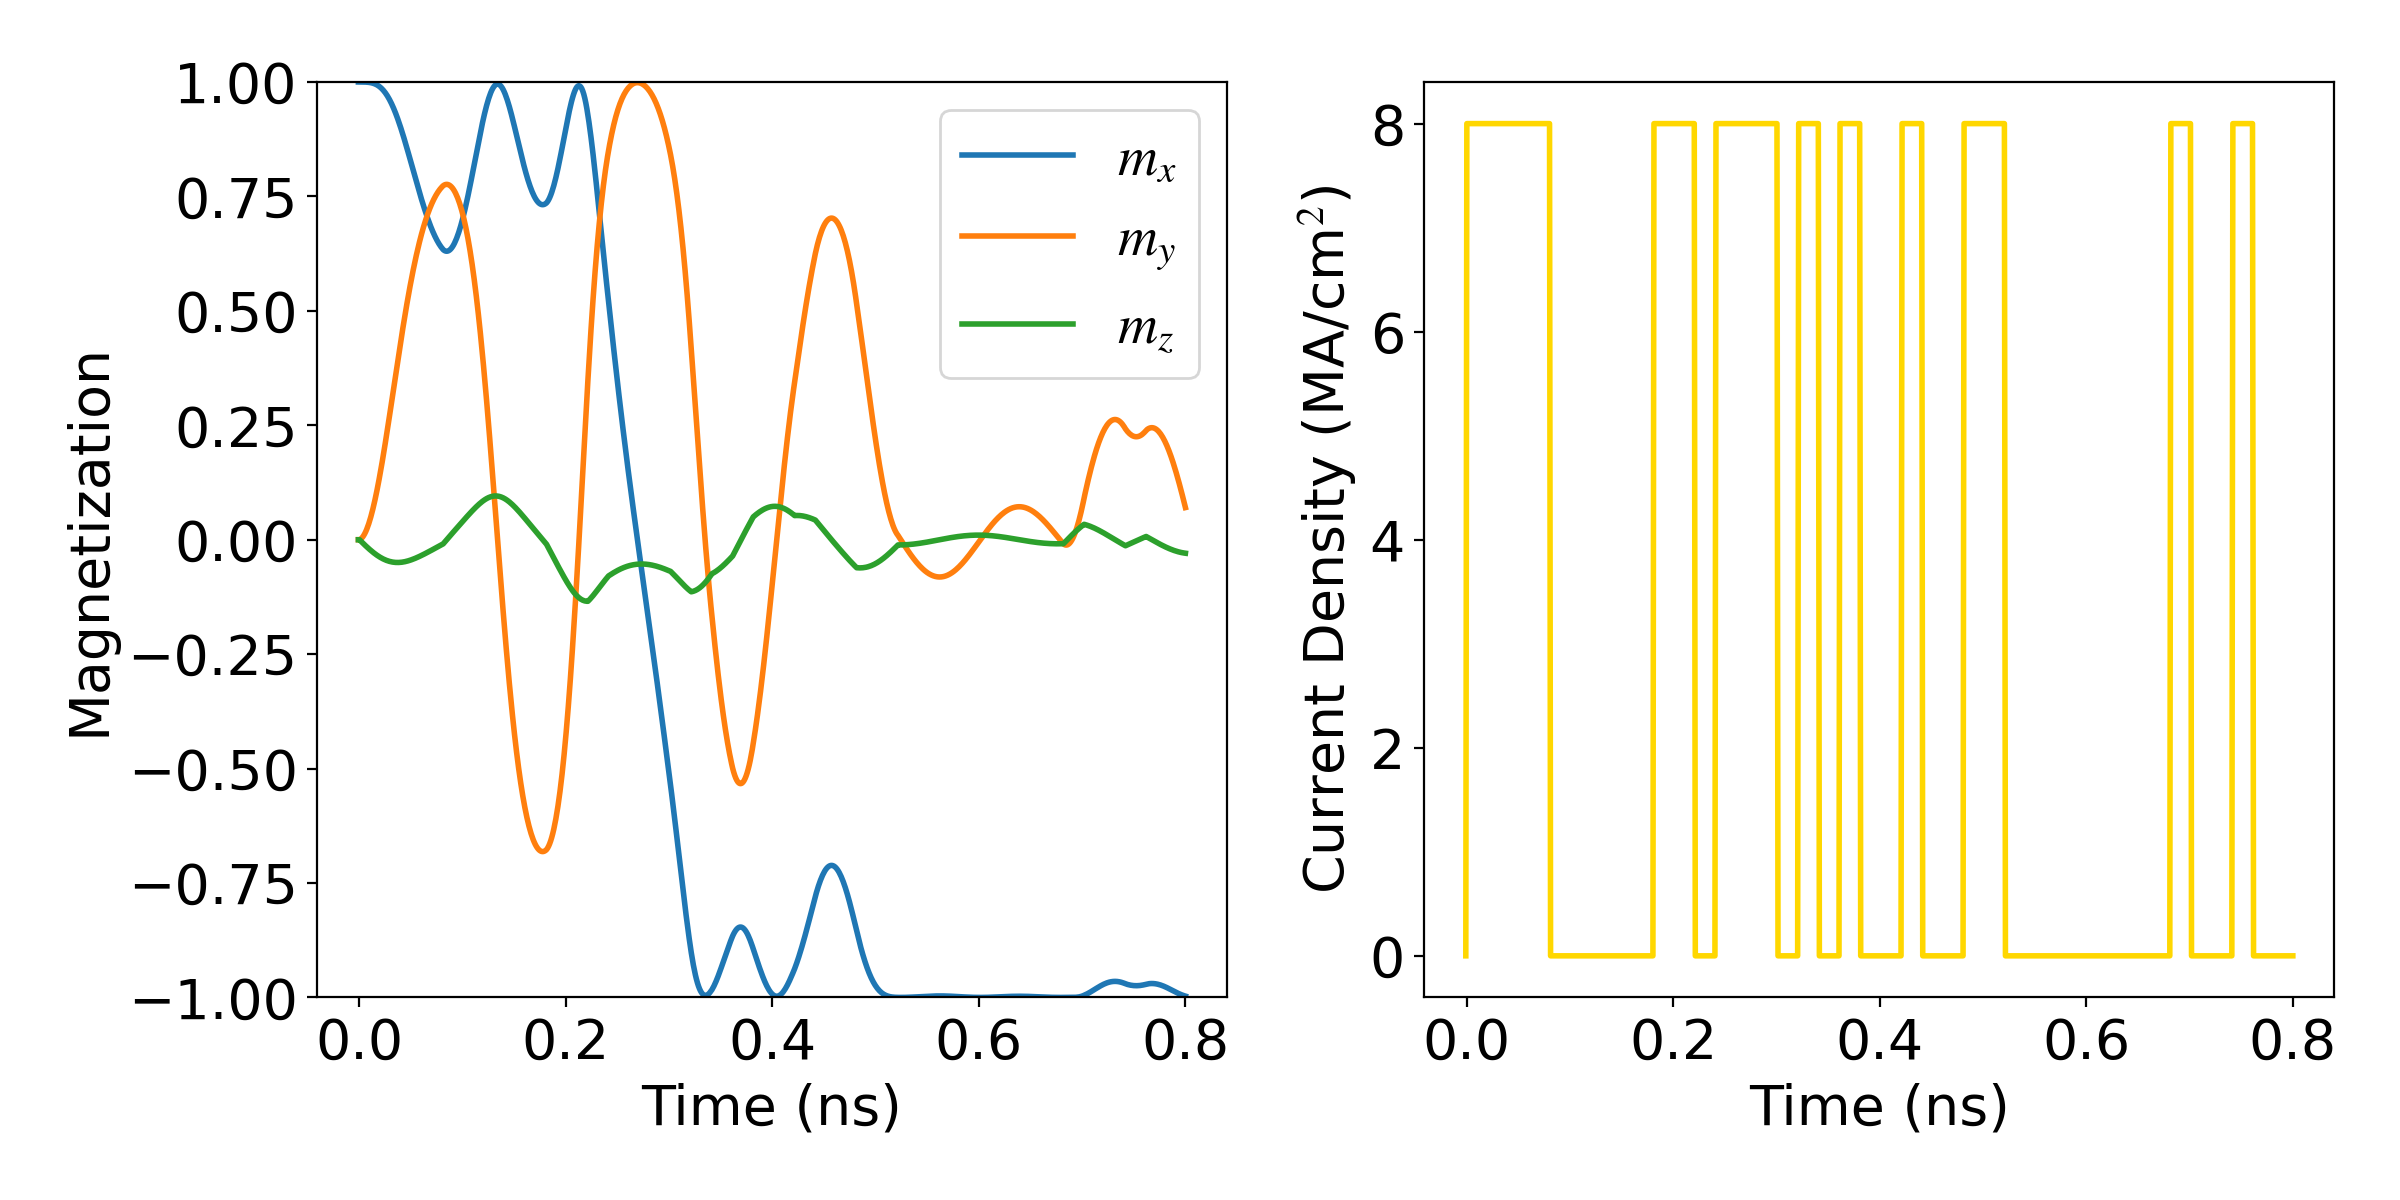 1.00
0.75
0.50
0.25
0.00
−0.25
−0.50
−0.75
−1.00
Magnetization
0.0 0.2 0.4 0.6 0.8
Time (ns)
mₓ
m_y
m_z
8
6
4
2
0
Current Density (MA/cm²)
0.0 0.2 0.4 0.6 0.8
Time (ns)